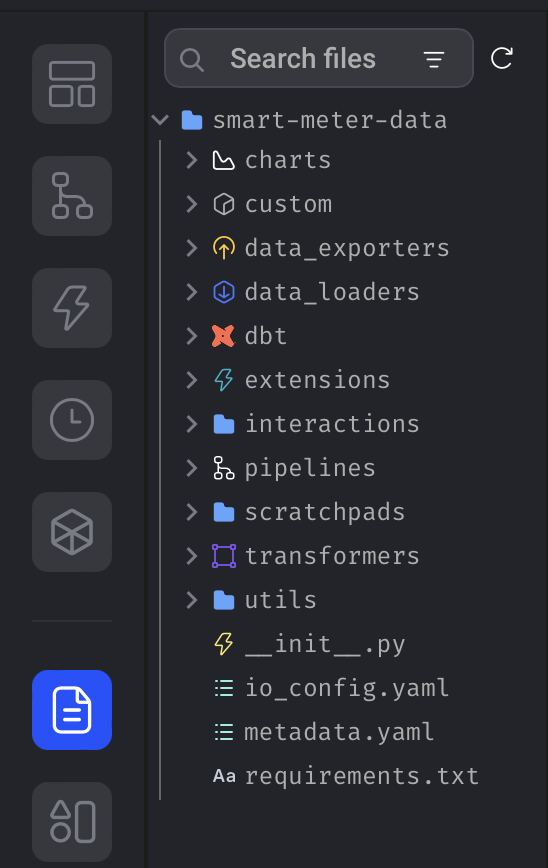 Search files
smart-meter-data
charts
custom
data_exporters
data_loaders
dbt
extensions
interactions
pipelines
scratchpads
transformers
utils
__init__.py
io_config.yaml
metadata.yaml
Aa requirements.txt